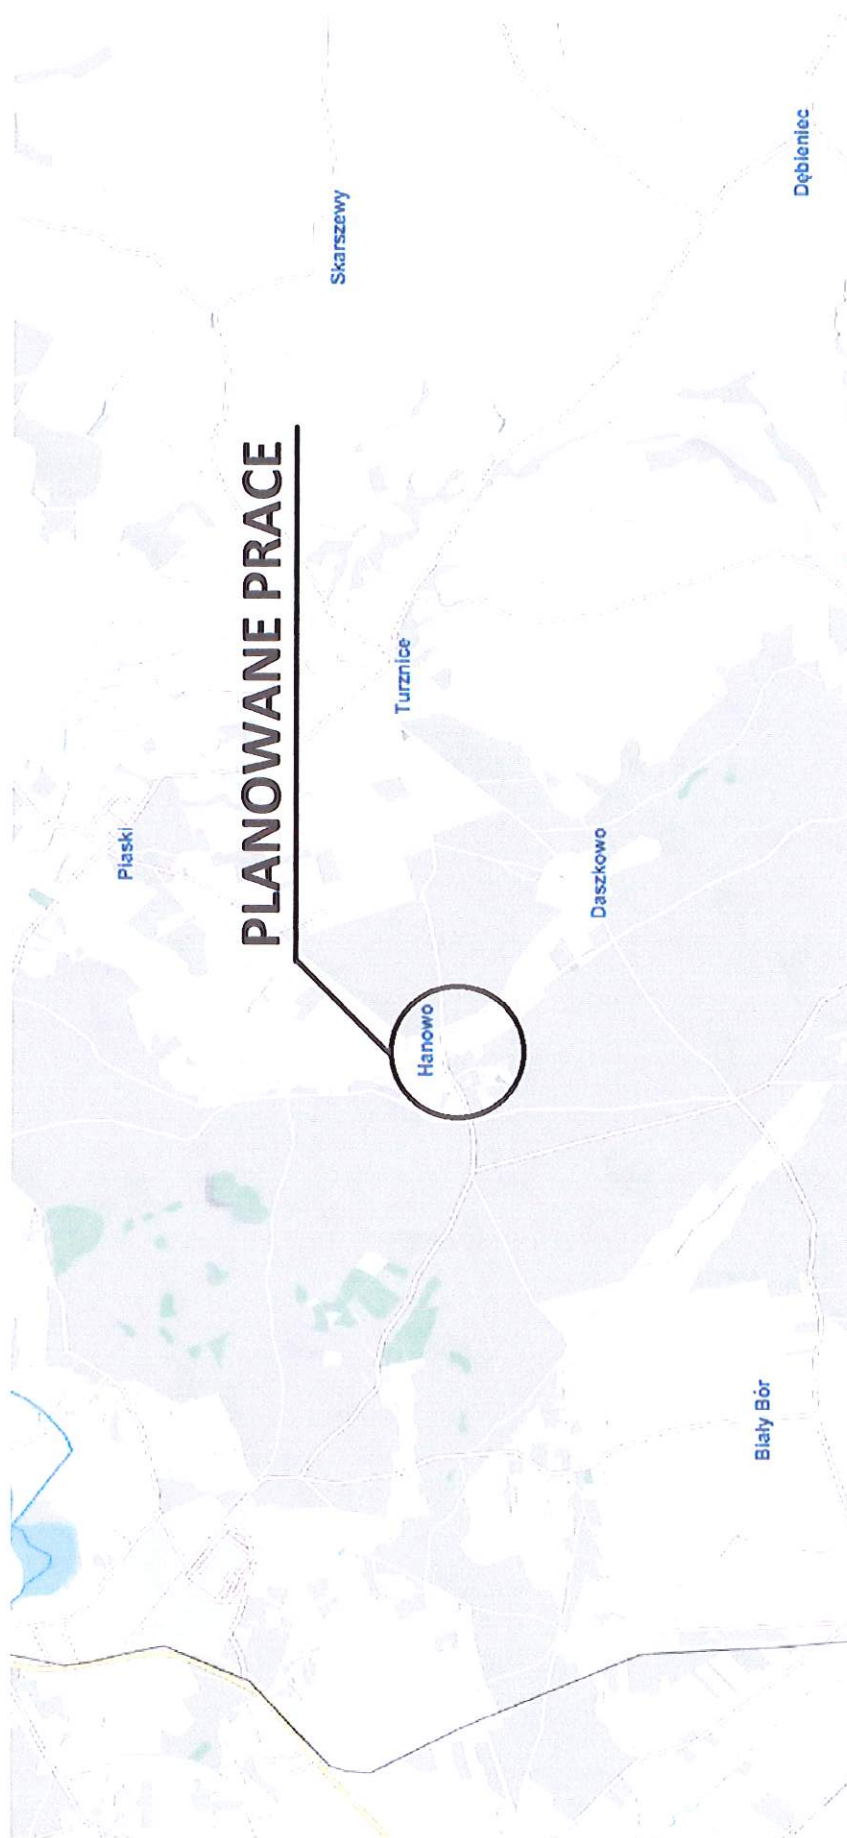 Piaski
Skarszewy
PLANOWANE PRACE
Turznice
Hanowo
Daszkowo
Dębieniec
Biały Bór